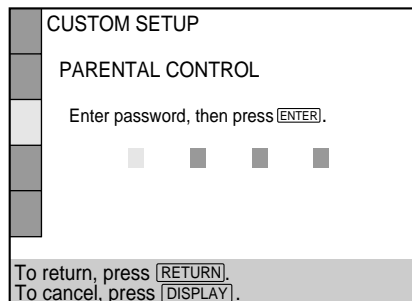 CUSTOM SETUP
PARENTAL CONTROL
Enter password, then press ENTER.
To return, press RETURN.
To cancel, press DISPLAY.